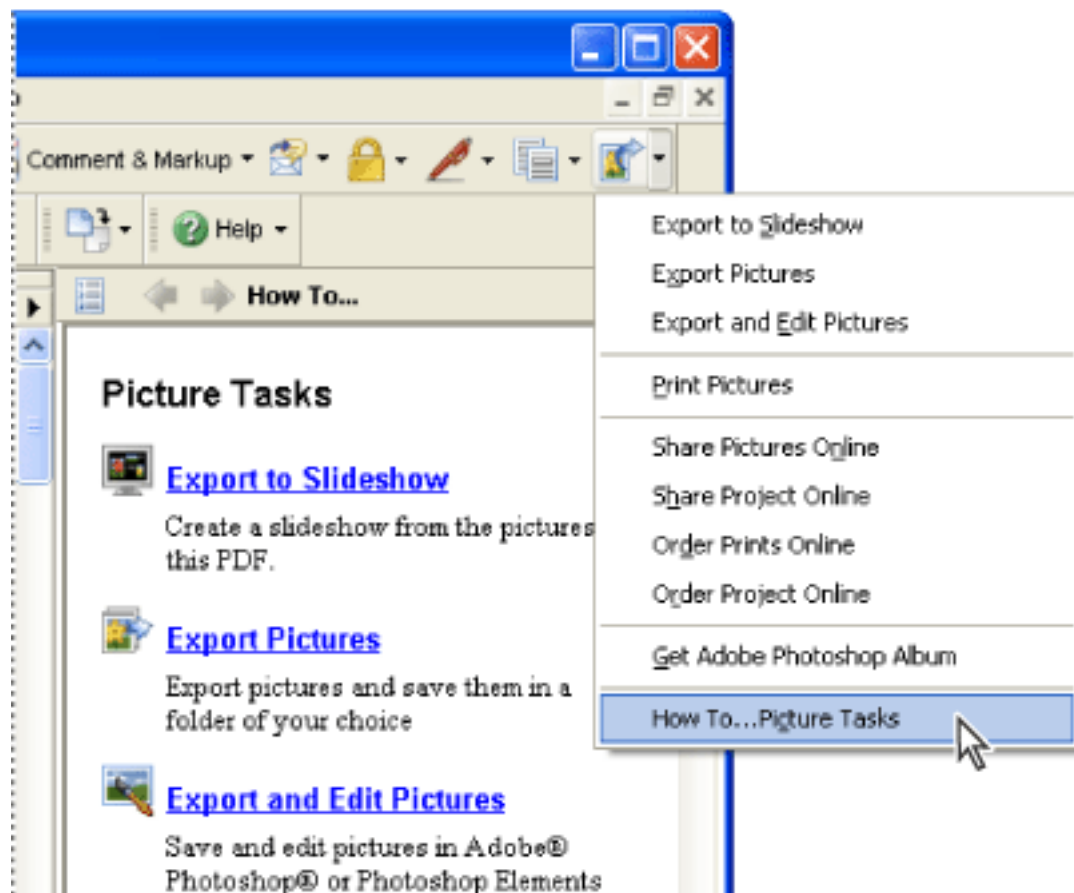 Comment & Markup
Help
How To...
Picture Tasks
Export to Slideshow
Create a slideshow from the pictures
this PDF.
Export Pictures
Export pictures and save them in a
folder of your choice
Export and Edit Pictures
Save and edit pictures in Adobe®
Photoshop® or Photoshop Elements
Export to Slideshow
Export Pictures
Export and Edit Pictures
Print Pictures
Share Pictures Online
Share Project Online
Order Prints Online
Order Project Online
Get Adobe Photoshop Album
How To...Picture Tasks